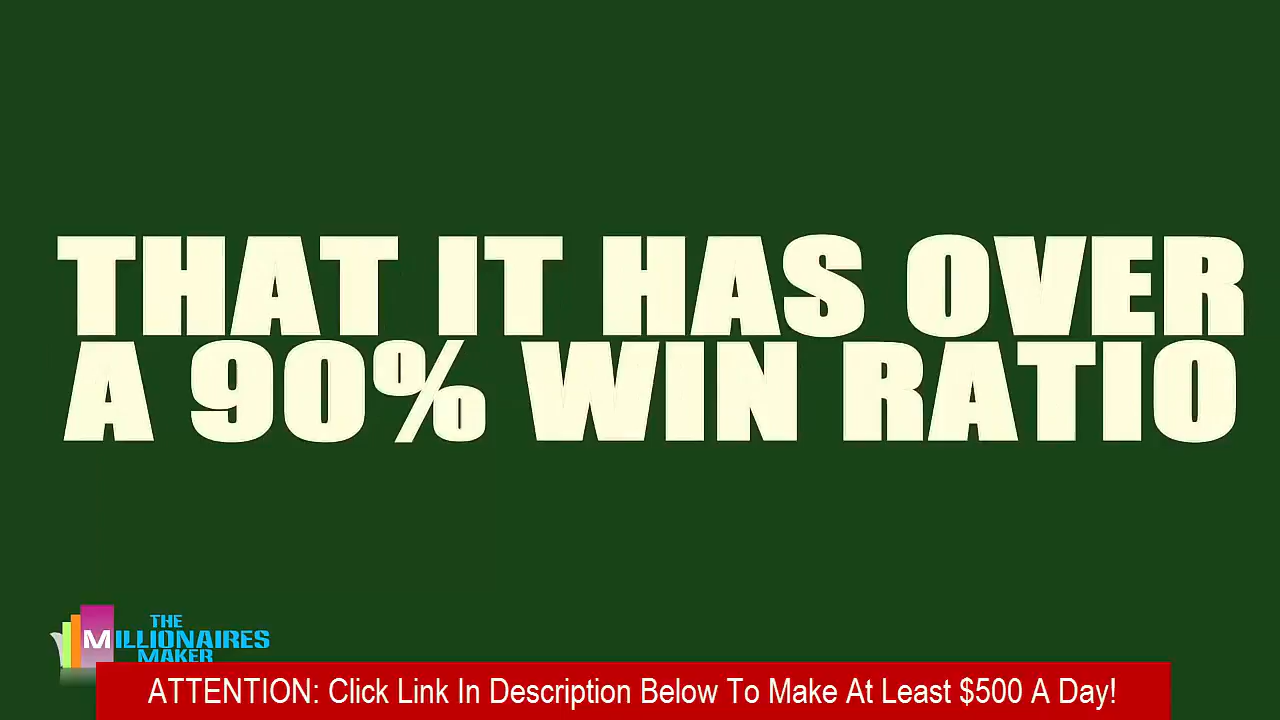 THAT IT HAS OVER
A 90% WIN RATIO
THE
MILLIONAIRES
MAKER
ATTENTION: Click Link In Description Below To Make At Least $500 A Day!